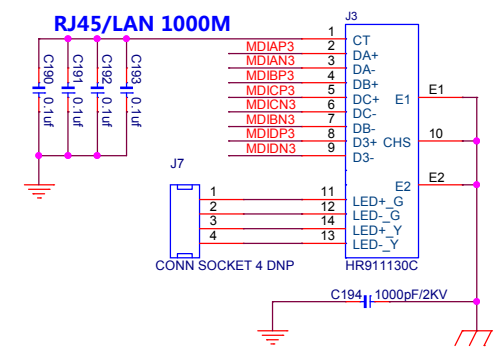 RJ45/LAN 1000M
J3
C190 0.1uf
C191 0.1uf
C192 0.1uf
C193 0.1uf
1 CT
MDIAP3 2 DA+
MDIAN3 3 DA-
MDIBP3 4 DB+
MDICP3 5 DC+ E1 E1
MDICN3 6 DC-
MDIBN3 7 DB-
MDIDP3 8 D3+ CHS 10
MDIDN3 9 D3-
J7
E2 E2
1 11 LED+_G
2 12 LED-_G
3 14 LED+_Y
4 13 LED-_Y
CONN SOCKET 4 DNP
HR911130C
C194 1000pF/2KV